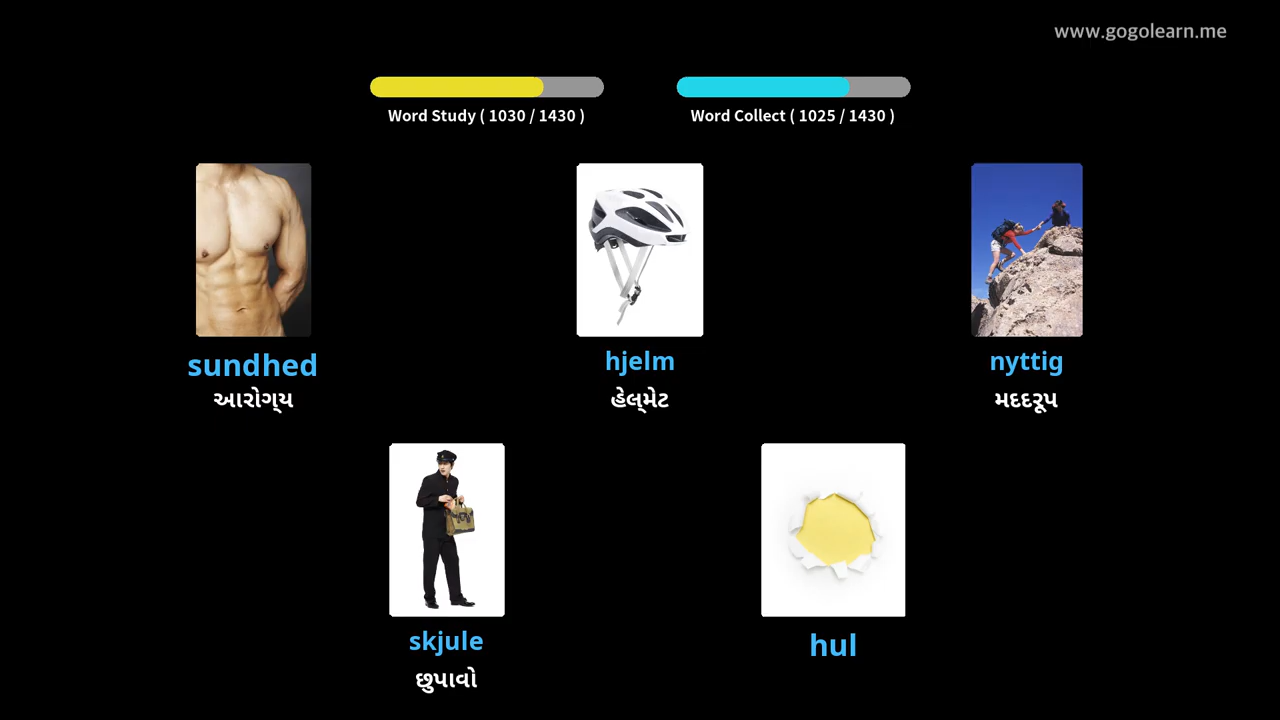 www.gogolearn.me
Word Study ( 1030 / 1430 )
Word Collect ( 1025 / 1430 )
sundhed
આરોગ્ય
hjelm
હેલ્મેટ
nyttig
મદદરૂપ
skjule
છુપાવો
hul